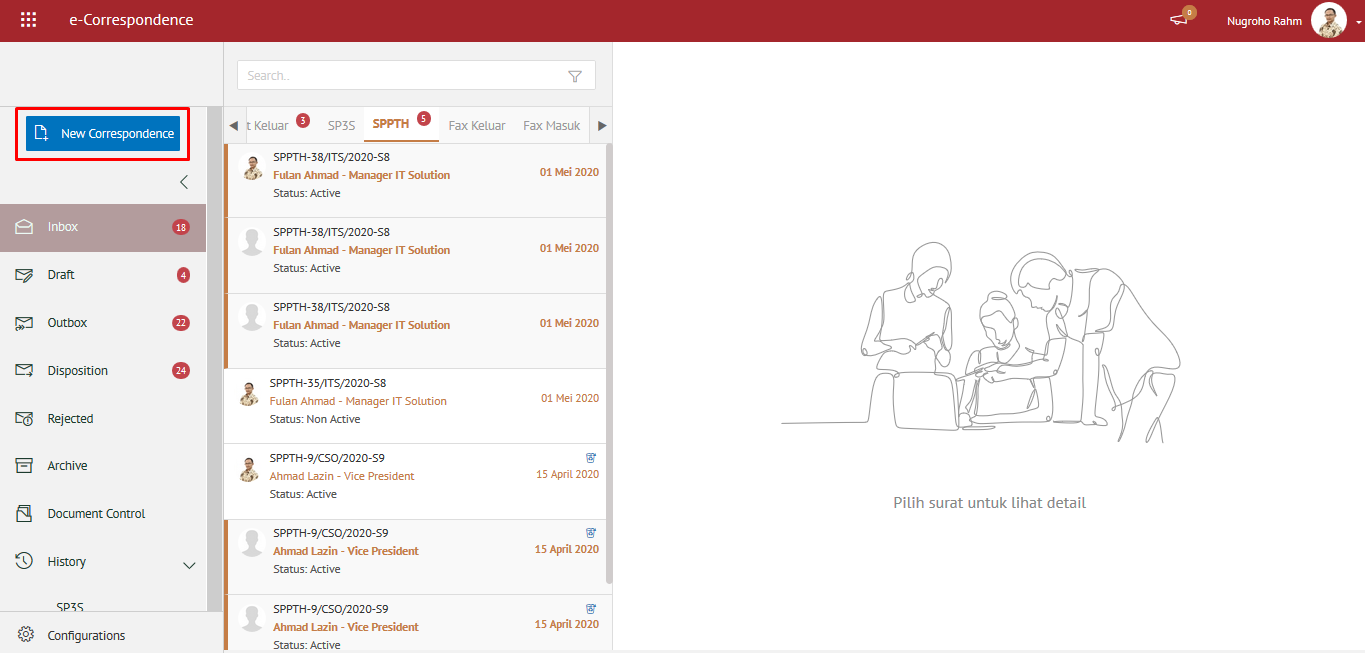 e-Correspondence
0
Nugroho Rahm
Search..
New Correspondence
t Keluar 3
SP3S
SPPTH 5
Fax Keluar
Fax Masuk
Inbox 18
Draft 4
Outbox 22
Disposition 24
Rejected
Archive
Document Control
History
SP3S
Configurations
SPPTH-38/ITS/2020-S8
Fulan Ahmad - Manager IT Solution
01 Mei 2020
Status: Active
SPPTH-38/ITS/2020-S8
Fulan Ahmad - Manager IT Solution
01 Mei 2020
Status: Active
SPPTH-38/ITS/2020-S8
Fulan Ahmad - Manager IT Solution
01 Mei 2020
Status: Active
SPPTH-35/ITS/2020-S8
Fulan Ahmad - Manager IT Solution
01 Mei 2020
Status: Non Active
SPPTH-9/CSO/2020-S9
Ahmad Lazin - Vice President
15 April 2020
Status: Active
SPPTH-9/CSO/2020-S9
Ahmad Lazin - Vice President
15 April 2020
Status: Active
SPPTH-9/CSO/2020-S9
Ahmad Lazin - Vice President
15 April 2020
Status: Active
Pilih surat untuk lihat detail